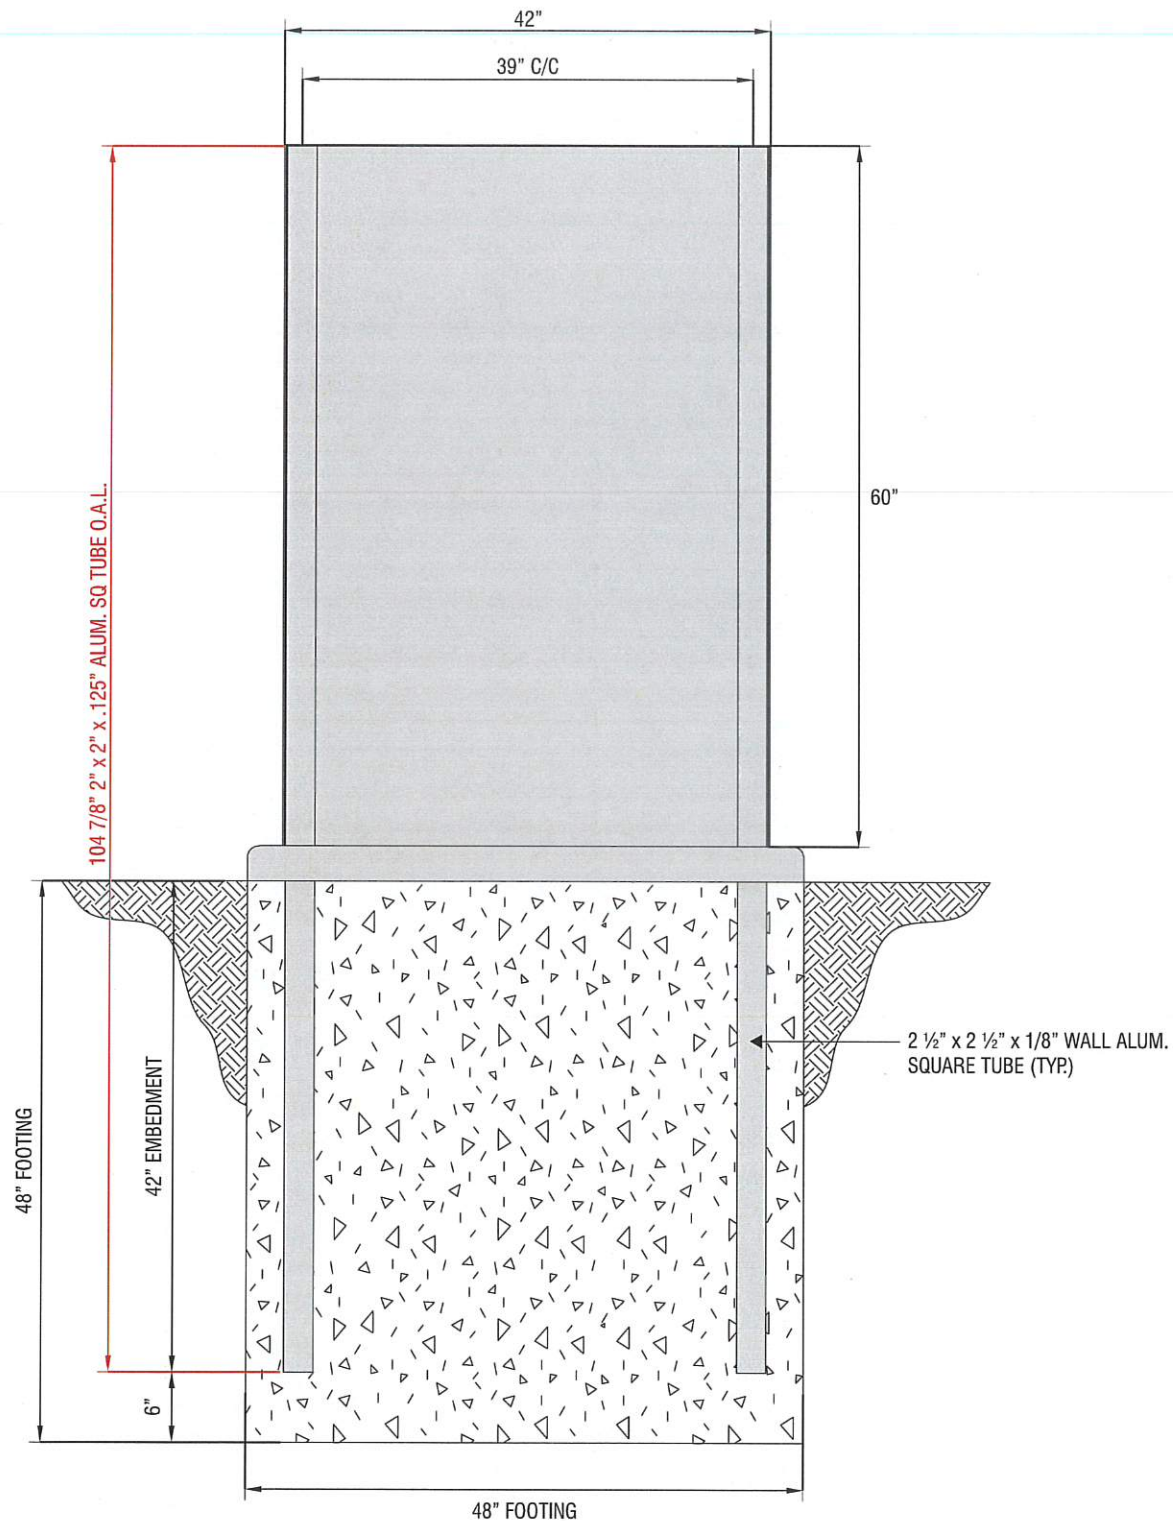 42”
39” C/C
104 7/8” 2” x 2” x .125” ALUM. SQ TUBE O.A.L.
60”
48” FOOTING
42” EMBEDMENT
2 ½” x 2 ½” x 1/8” WALL ALUM.
SQUARE TUBE (TYP.)
6”
48” FOOTING